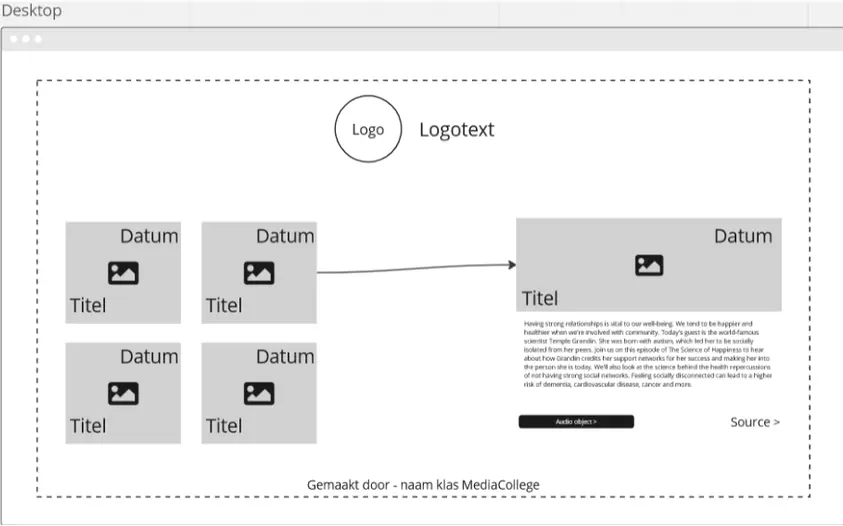 Desktop
Logo
Logotext
Datum
Titel
Datum
Titel
Datum
Titel
Datum
Titel
Datum
Titel
Having strong relationships is vital to our well-being. We tend to be happier and
healthier when we're involved with community. Today's guest is the world-famous
scientist Temple Grandin. She was born with autism, which led her to be socially
isolated from her peers. Join us on this episode of The Science of Happiness to hear
about how Grandin credits her support networks for her success and making her into
the person she is today. We'll also look at the science behind the health repercussions
of not having strong social networks. Feeling socially disconnected can lead to a higher
risk of dementia, cardiovascular disease, cancer and more.
Audio object >
Source >
Gemaakt door - naam klas MediaCollege